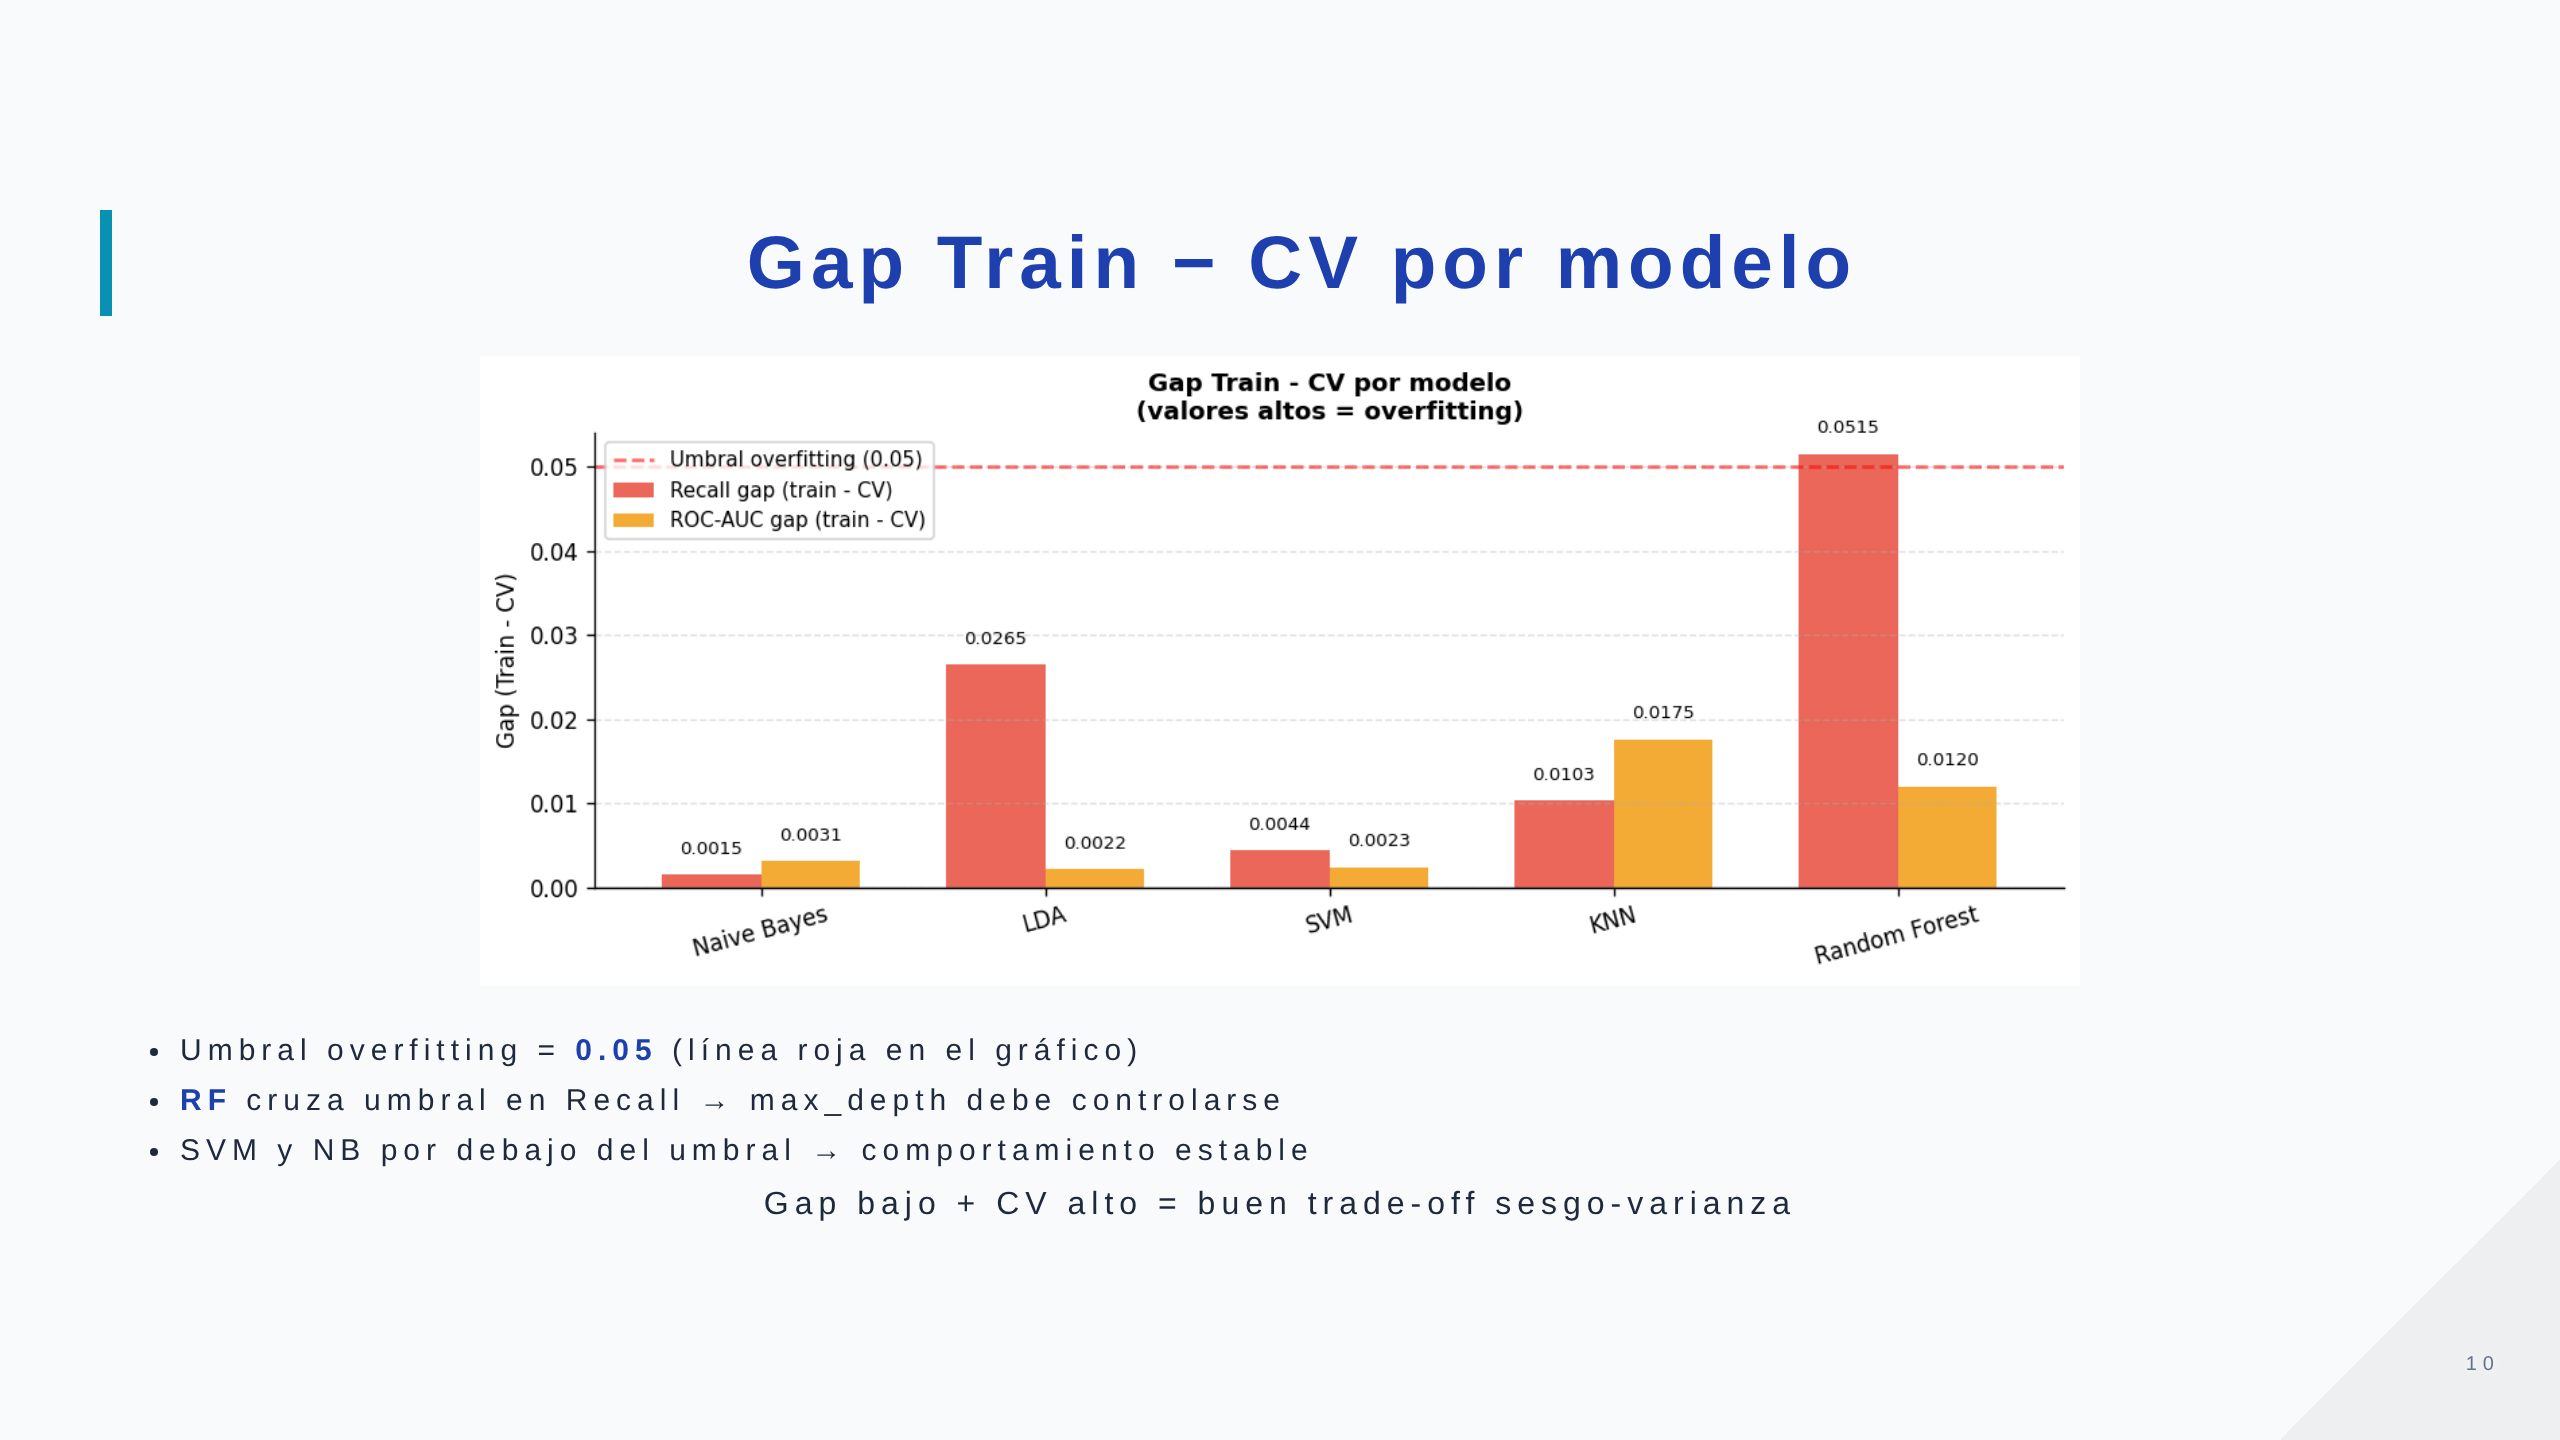 Gap Train – CV por modelo
Gap Train - CV por modelo
(valores altos = overfitting)
Umbral overfitting (0.05)
Recall gap (train - CV)
ROC-AUC gap (train - CV)
Gap (Train - CV)
0.05
0.04
0.03
0.02
0.01
0.00
0.0015
0.0031
0.0265
0.0022
0.0044
0.0023
0.0103
0.0175
0.0515
0.0120
Naive Bayes
LDA
SVM
KNN
Random Forest
• Umbral overfitting = 0.05 (línea roja en el gráfico)
• RF cruza umbral en Recall → max_depth debe controlarse
• SVM y NB por debajo del umbral → comportamiento estable
Gap bajo + CV alto = buen trade-off sesgo-varianza
10